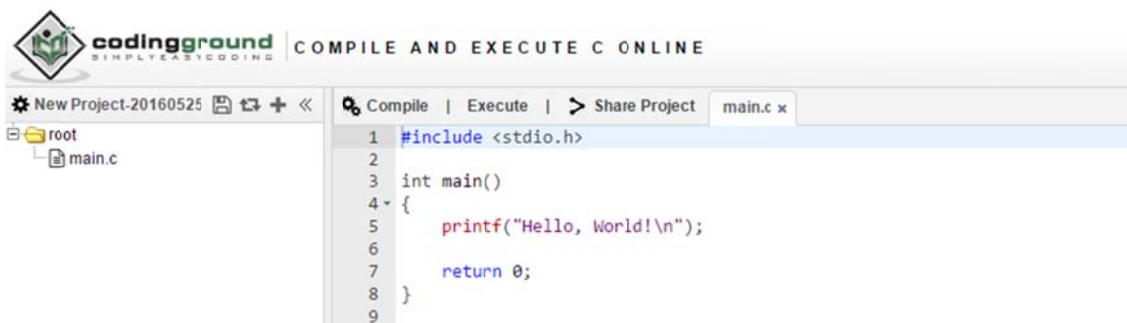 codingground COMPILE AND EXECUTE C ONLINE
SIMPLYEASYCODING
New Project-20160525 Compile | Execute | Share Project main.c x
root
main.c
1 #include <stdio.h>
2
3 int main()
4 {
5 printf("Hello, World!\n");
6
7 return 0;
8 }
9